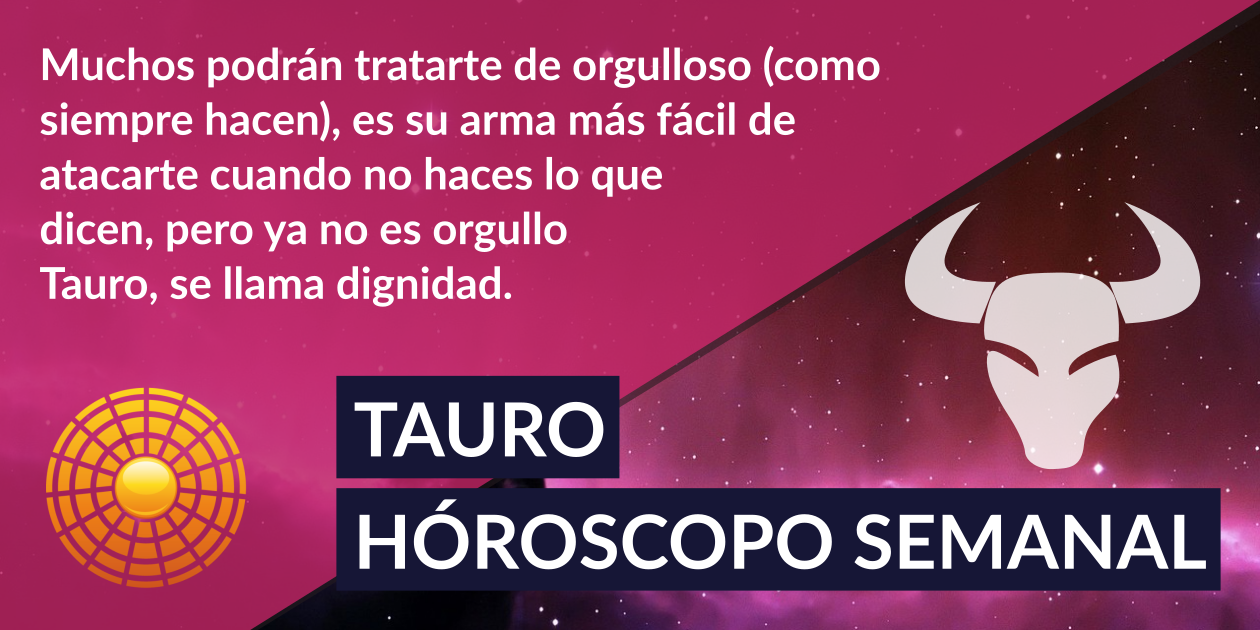 Muchos podrán tratarte de orgulloso (como
siempre hacen), es su arma más fácil de
atacarte cuando no haces lo que
dicen, pero ya no es orgullo
Tauro, se llama dignidad.
TAURO
HÓROSCOPO SEMANAL